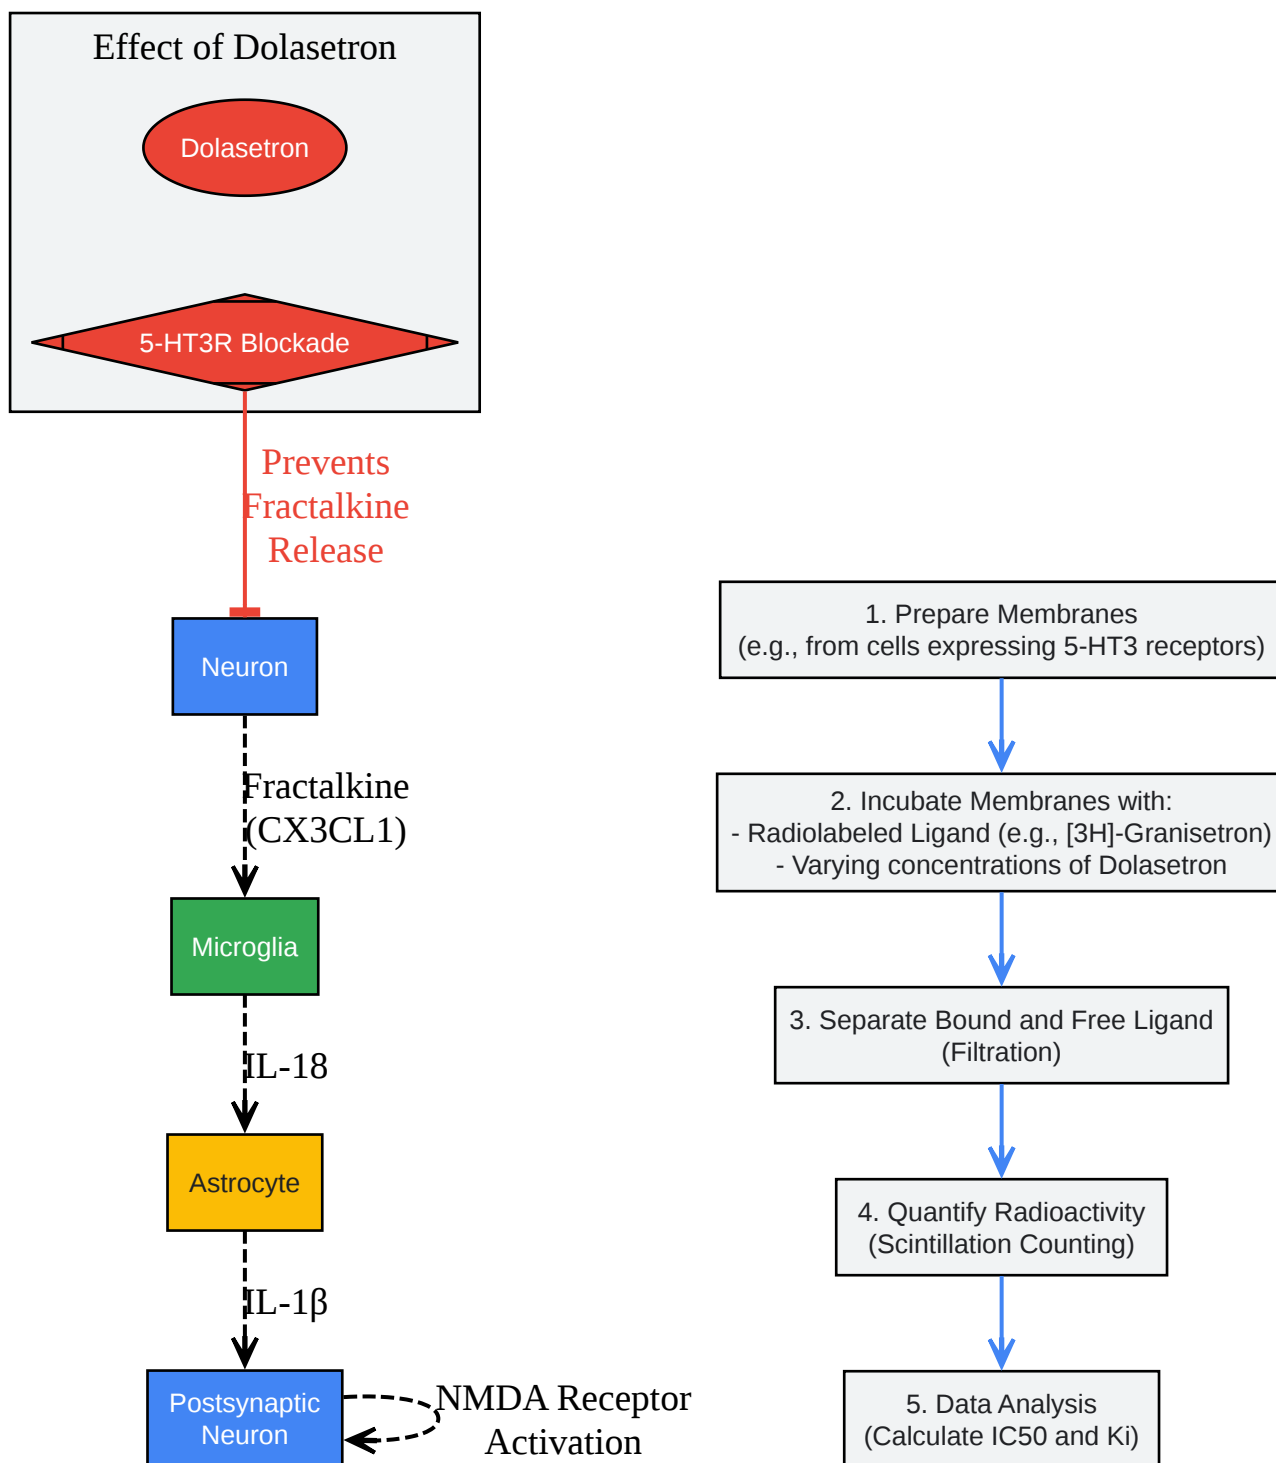 Effect of Dolasetron
Dolasetron
5-HT3R Blockade
Prevents
Fractalkine
Release
Neuron
Fractalkine
(CX3CL1)
Microglia
IL-18
Astrocyte
IL-1β
Postsynaptic
Neuron
NMDA Receptor
Activation
1. Prepare Membranes
(e.g., from cells expressing 5-HT3 receptors)
2. Incubate Membranes with:
- Radiolabeled Ligand (e.g., [3H]-Granisetron)
- Varying concentrations of Dolasetron
3. Separate Bound and Free Ligand
(Filtration)
4. Quantify Radioactivity
(Scintillation Counting)
5. Data Analysis
(Calculate IC50 and Ki)